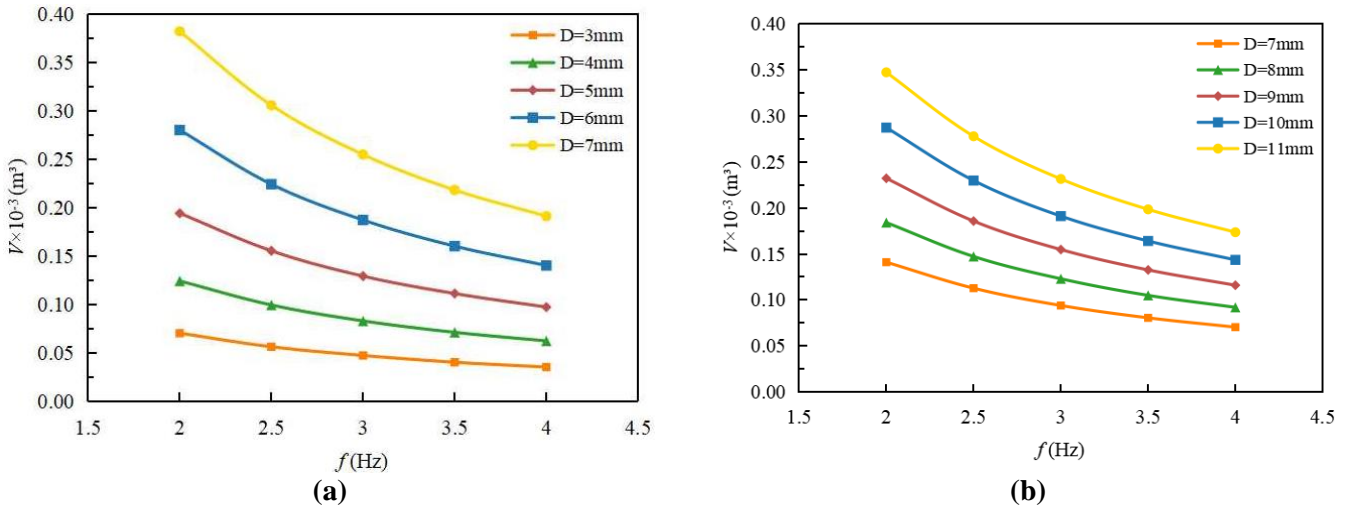 0.40
0.35
0.30
0.25
0.20
0.15
0.10
0.05
0.00
V×10⁻³ (m³)
D=3mm
D=4mm
D=5mm
D=6mm
D=7mm
1.5 2 2.5 3 3.5 4 4.5
f (Hz)
(a)
0.40
0.35
0.30
0.25
0.20
0.15
0.10
0.05
0.00
V×10⁻³ (m³)
D=7mm
D=8mm
D=9mm
D=10mm
D=11mm
1.5 2 2.5 3 3.5 4 4.5
f (Hz)
(b)